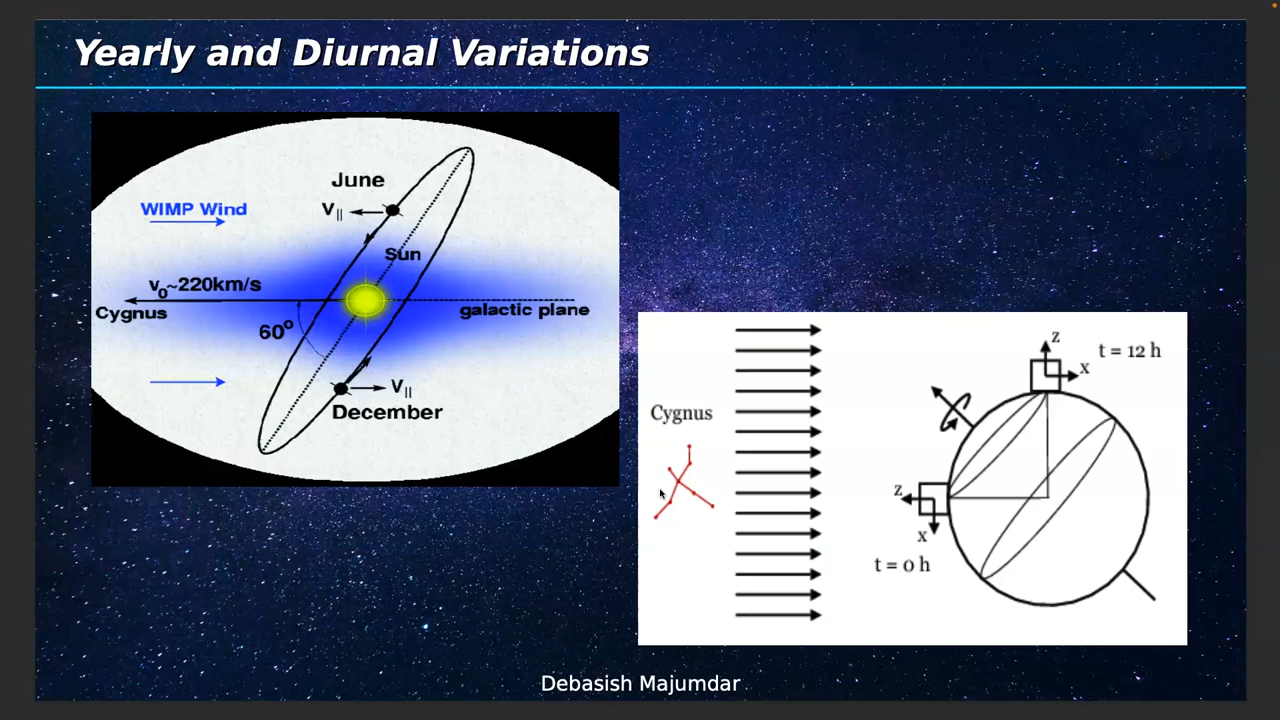 Yearly and Diurnal Variations
June
WIMP Wind
V||
Sun
v0~220km/s
Cygnus
galactic plane
60o
V||
December
z
t = 12 h
x
Cygnus
z
x
t = 0 h
Debasish Majumdar